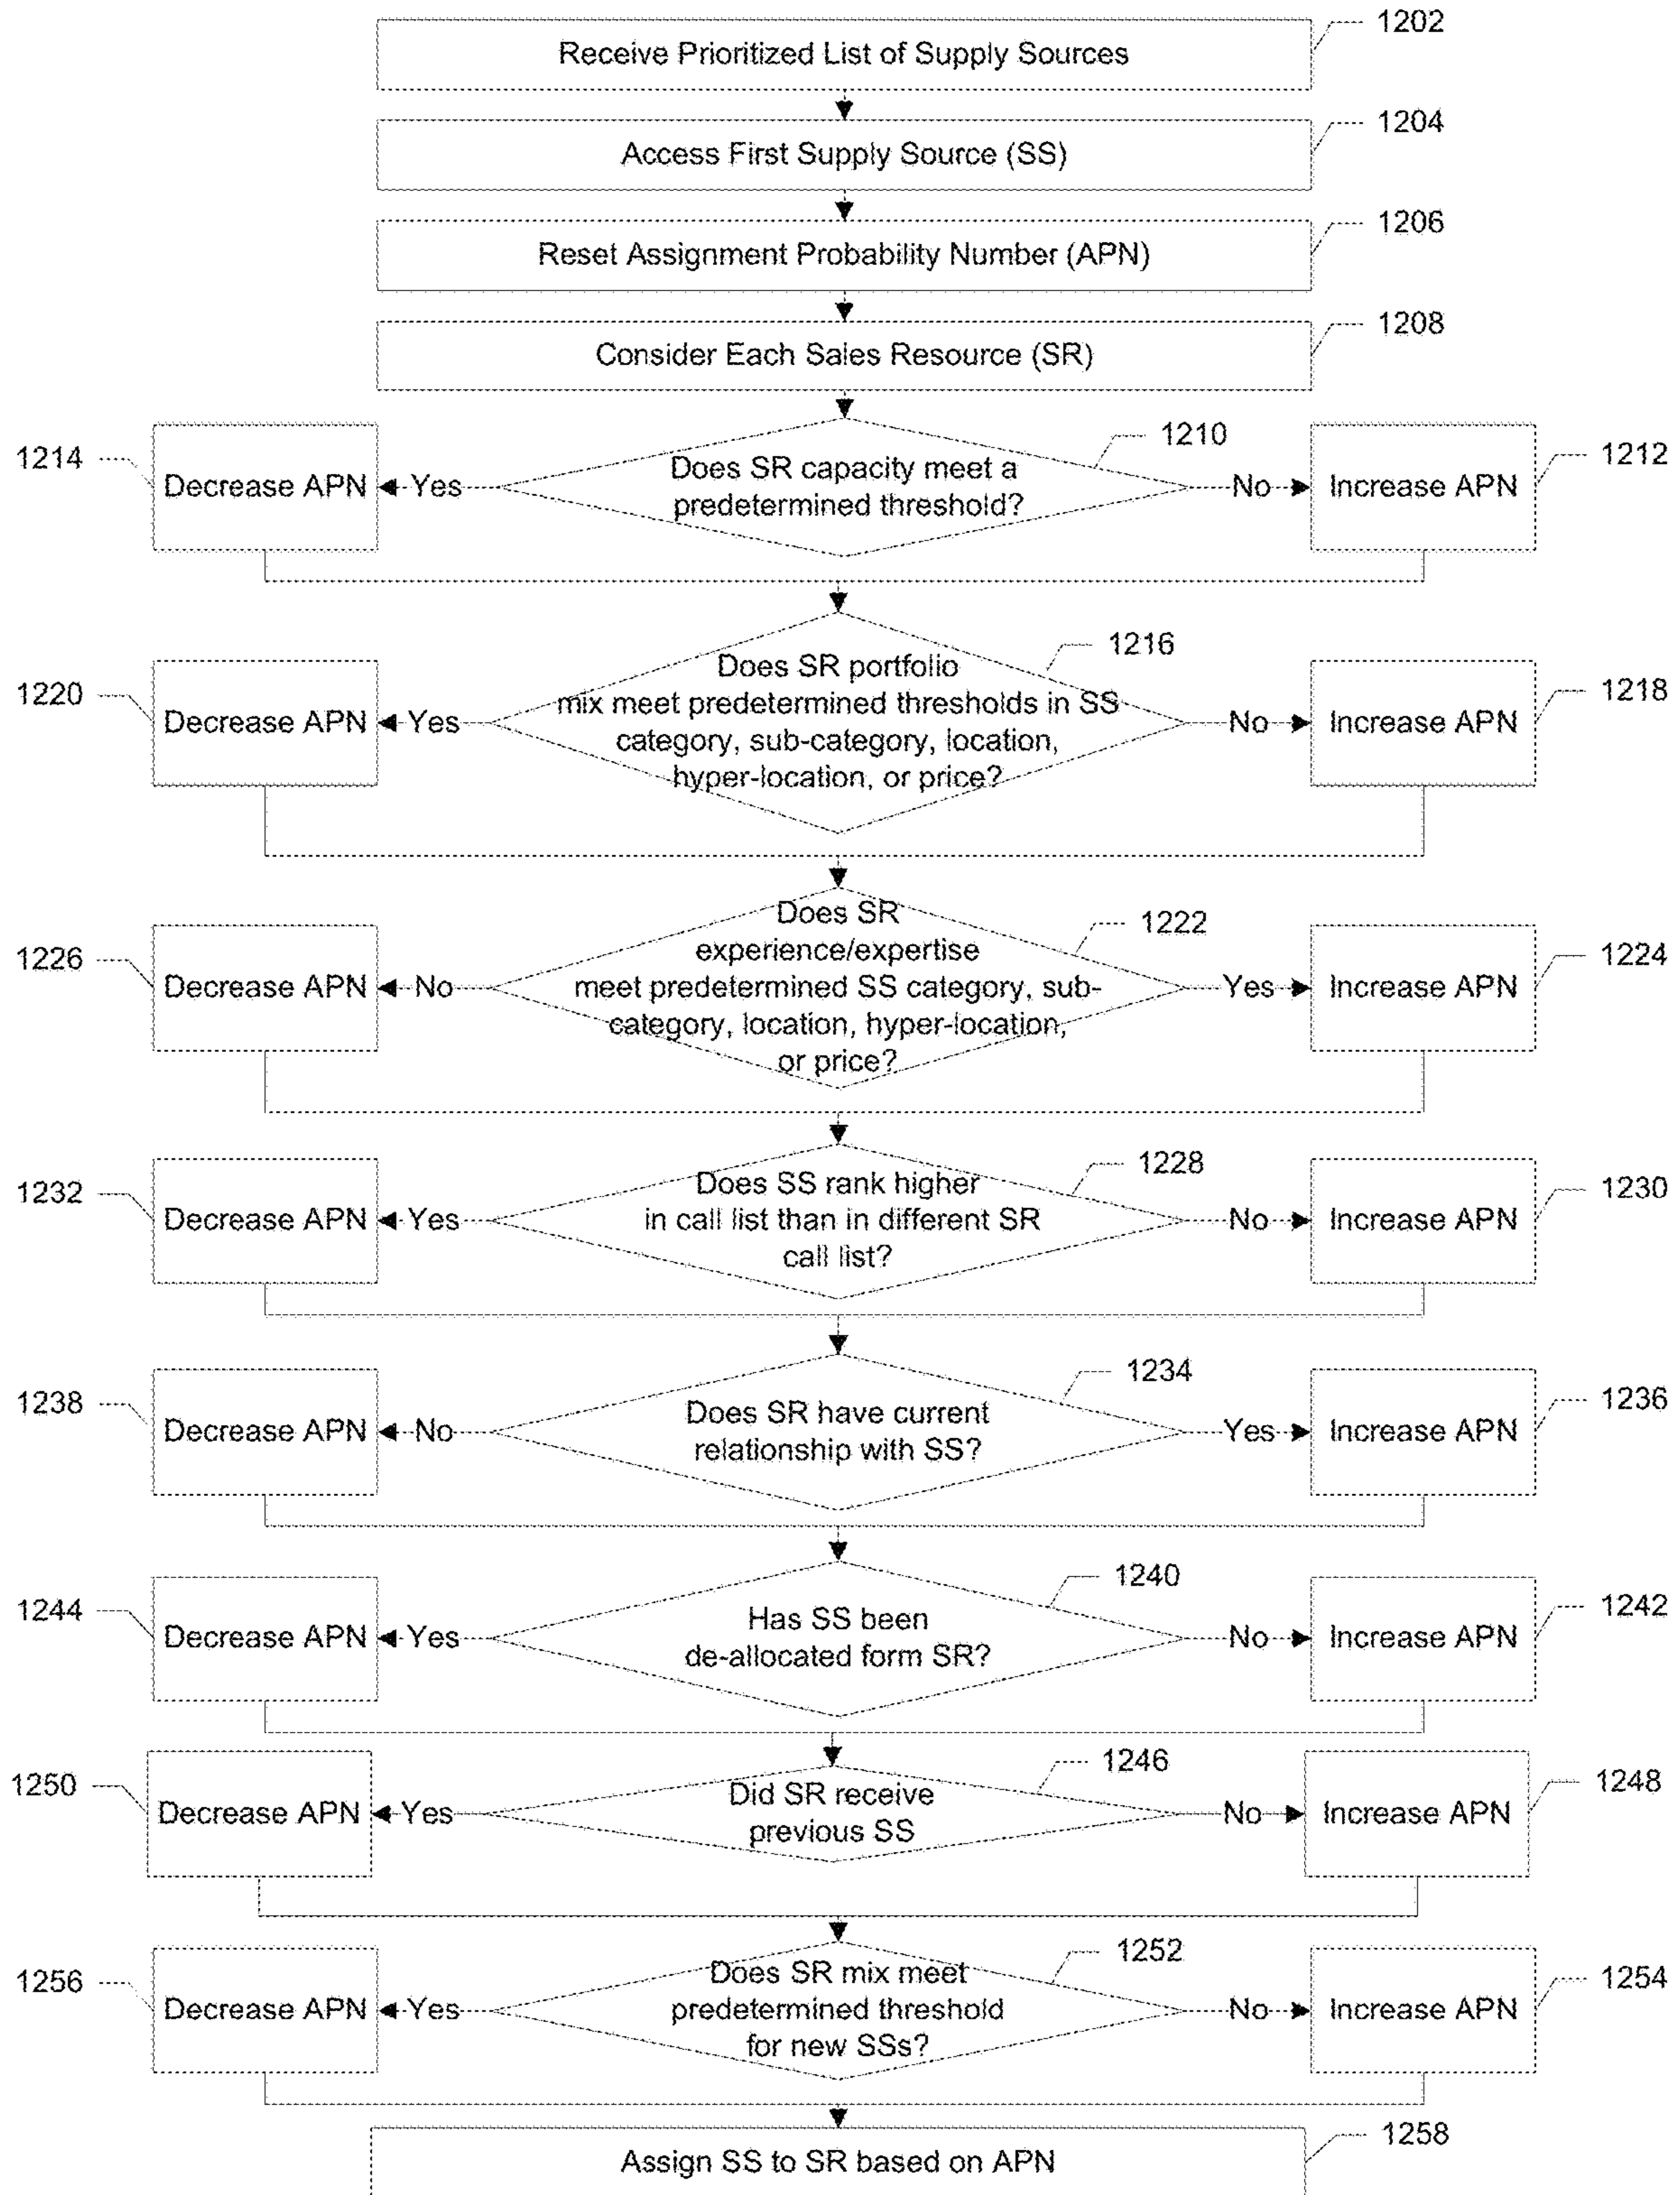 1202
Receive Prioritized List of Supply Sources
1204
Access First Supply Source (SS)
1206
Reset Assignment Probability Number (APN)
1208
Consider Each Sales Resource (SR)
1210
1214
Decrease APN
Yes
Does SR capacity meet a
predetermined threshold?
No
Increase APN
1212
1216
1220
Decrease APN
Yes
Does SR portfolio
mix meet predetermined thresholds in SS
category, sub-category, location,
hyper-location, or price?
No
Increase APN
1218
1222
1226
Decrease APN
No
Does SR
experience/expertise
meet predetermined SS category, sub-
category, location, hyper-location,
or price?
Yes
Increase APN
1224
1228
1232
Decrease APN
Yes
Does SS rank higher
in call list than in different SR
call list?
No
Increase APN
1230
1234
1238
Decrease APN
No
Does SR have current
relationship with SS?
Yes
Increase APN
1236
1240
1244
Decrease APN
Yes
Has SS been
de-allocated form SR?
No
Increase APN
1242
1246
1250
Decrease APN
Yes
Did SR receive
previous SS
No
Increase APN
1248
1252
1256
Decrease APN
Yes
Does SR mix meet
predetermined threshold
for new SSs?
No
Increase APN
1254
1258
Assign SS to SR based on APN